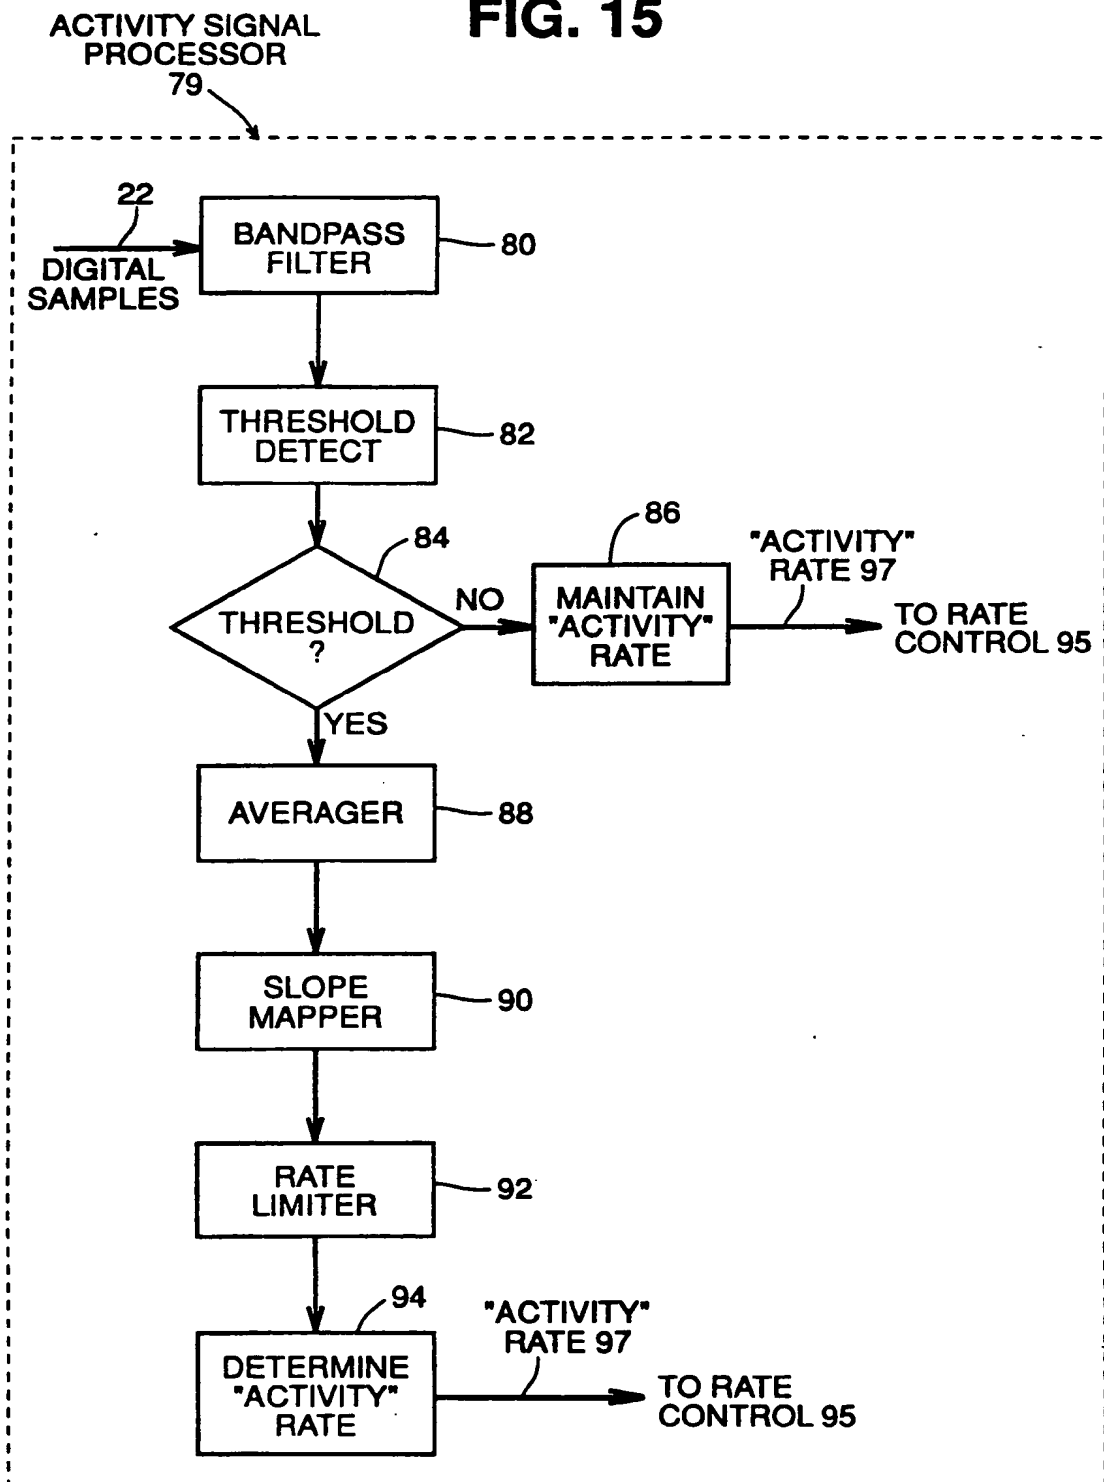 FIG. 15
ACTIVITY SIGNAL
PROCESSOR
79
22
DIGITAL
SAMPLES
BANDPASS
FILTER
80
THRESHOLD
DETECT
82
84
THRESHOLD
?
NO
YES
86
MAINTAIN
"ACTIVITY"
RATE
"ACTIVITY"
RATE 97
TO RATE
CONTROL 95
AVERAGER
88
SLOPE
MAPPER
90
RATE
LIMITER
92
94
DETERMINE
"ACTIVITY"
RATE
"ACTIVITY"
RATE 97
TO RATE
CONTROL 95